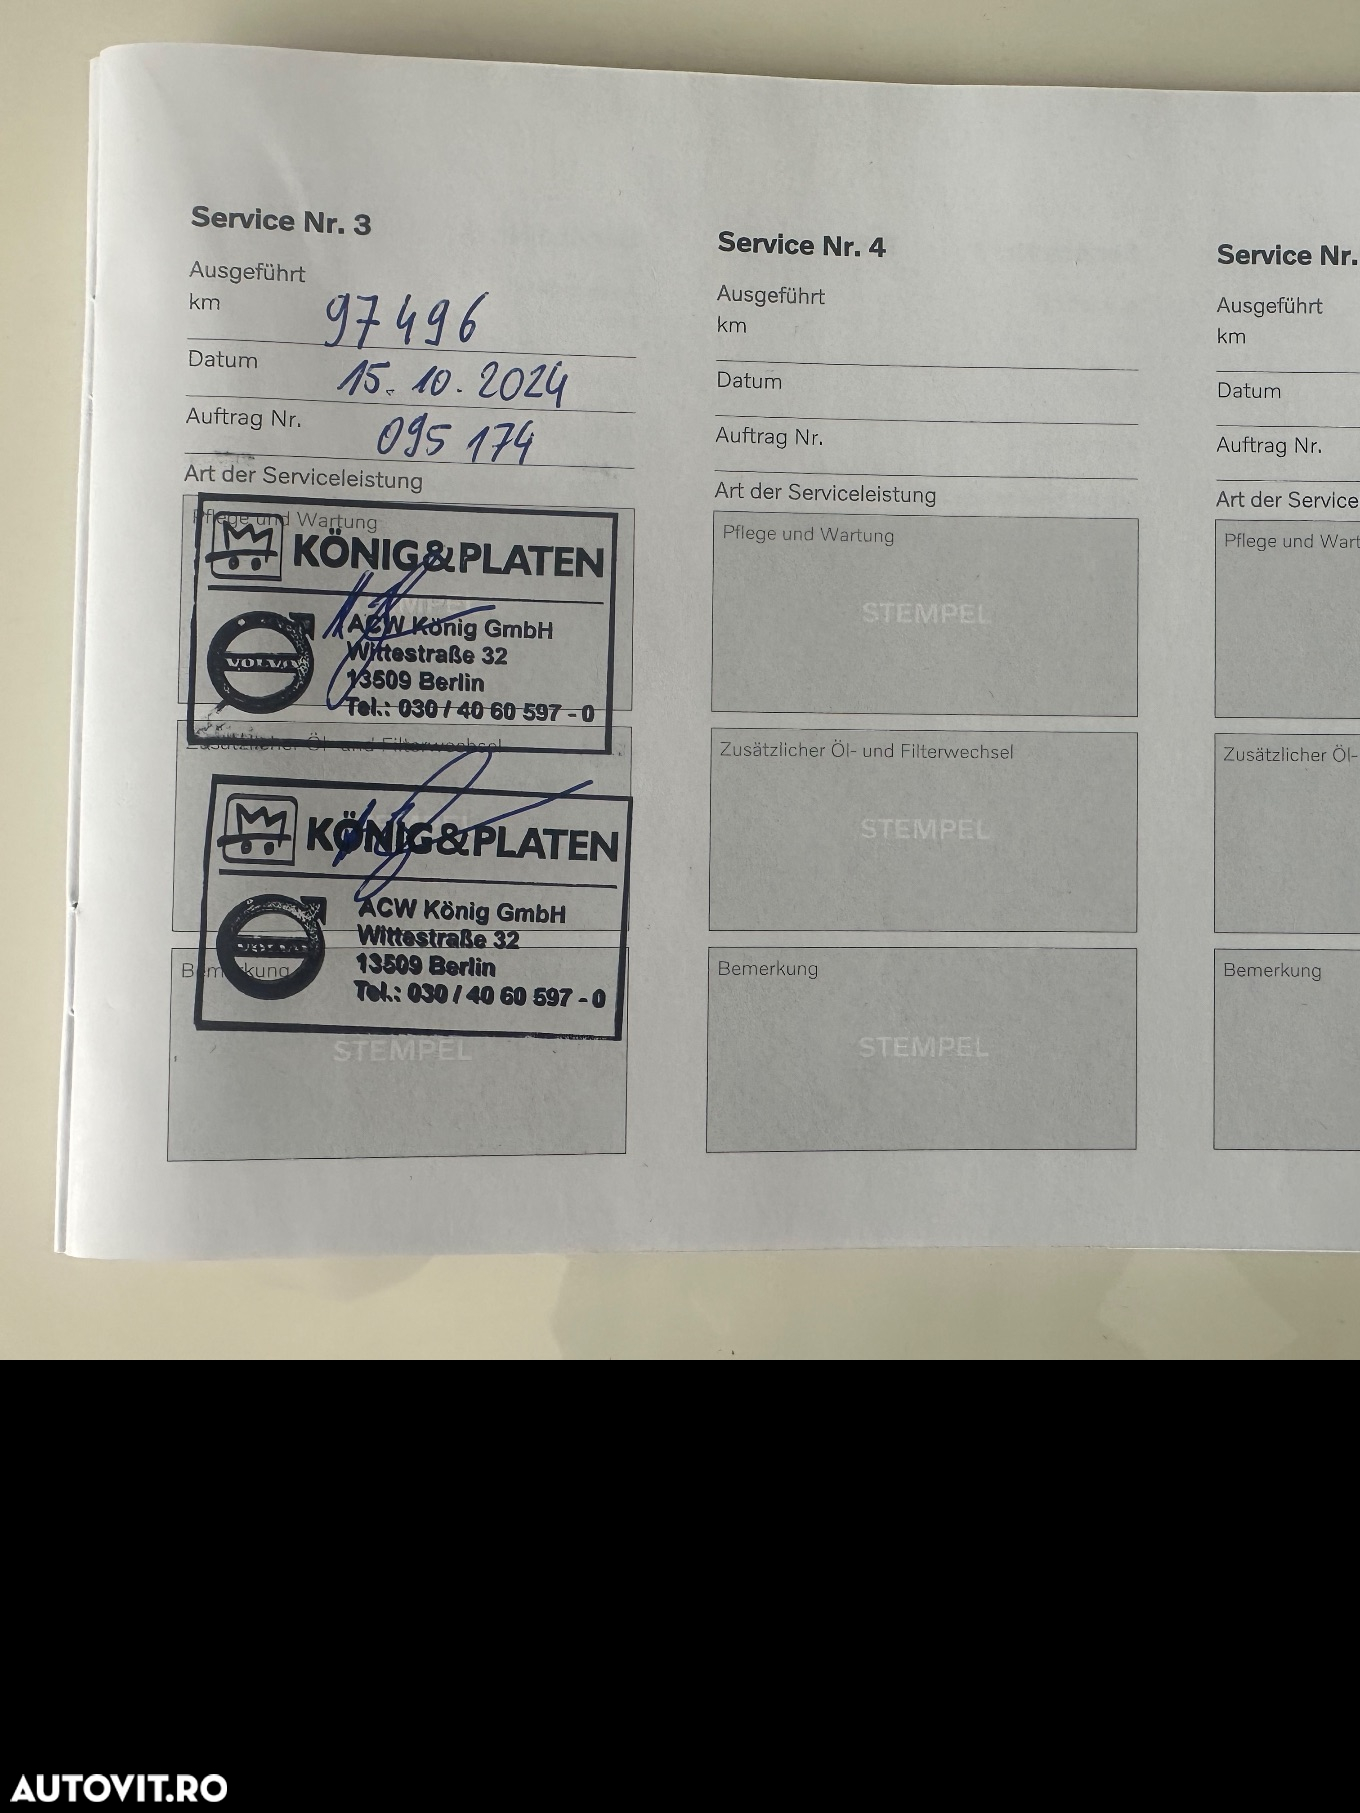 Service Nr. 3
Ausgeführt
km 97496
Datum 15.10.2024
Auftrag Nr. 095 174
Art der Serviceleistung
Pflege und Wartung
KÖNIG&PLATEN
STEMPEL
VOLVO
ACW König GmbH
Wittestraße 32
13509 Berlin
Tel.: 030 / 40 60 597 - 0
Zusätzlicher Öl- und Filterwechsel
KÖNIG&PLATEN
VOLVO
ACW König GmbH
Wittestraße 32
13509 Berlin
Tel.: 030 / 40 60 597 - 0
Bemerkung
STEMPEL
Service Nr. 4
Ausgeführt
km
Datum
Auftrag Nr.
Art der Serviceleistung
Pflege und Wartung
STEMPEL
Zusätzlicher Öl- und Filterwechsel
STEMPEL
Bemerkung
STEMPEL
Service Nr.
Ausgeführt
km
Datum
Auftrag Nr.
Art der Service
Pflege und Wart
Zusätzlicher Öl-
Bemerkung
AUTOVIT.RO